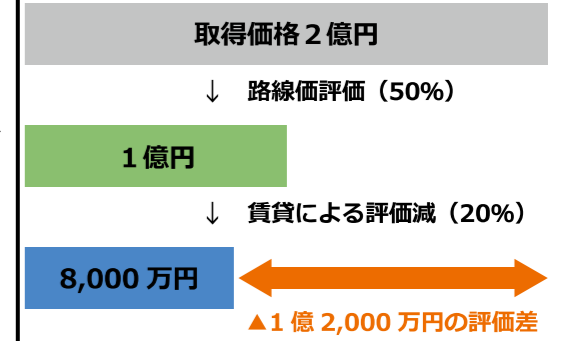 取得価格２億円
↓ 路線価評価（50%）
１億円
↓ 賃貸による評価減（20%）
8,000 万円
▲1 億 2,000 万円の評価差